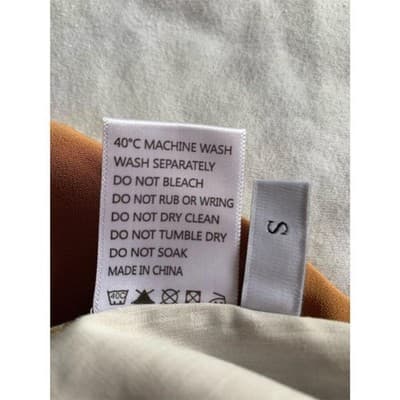 40°C MACHINE WASH
WASH SEPARATELY
DO NOT BLEACH
DO NOT RUB OR WRING
DO NOT DRY CLEAN
DO NOT TUMBLE DRY
DO NOT SOAK
MADE IN CHINA
40C
S